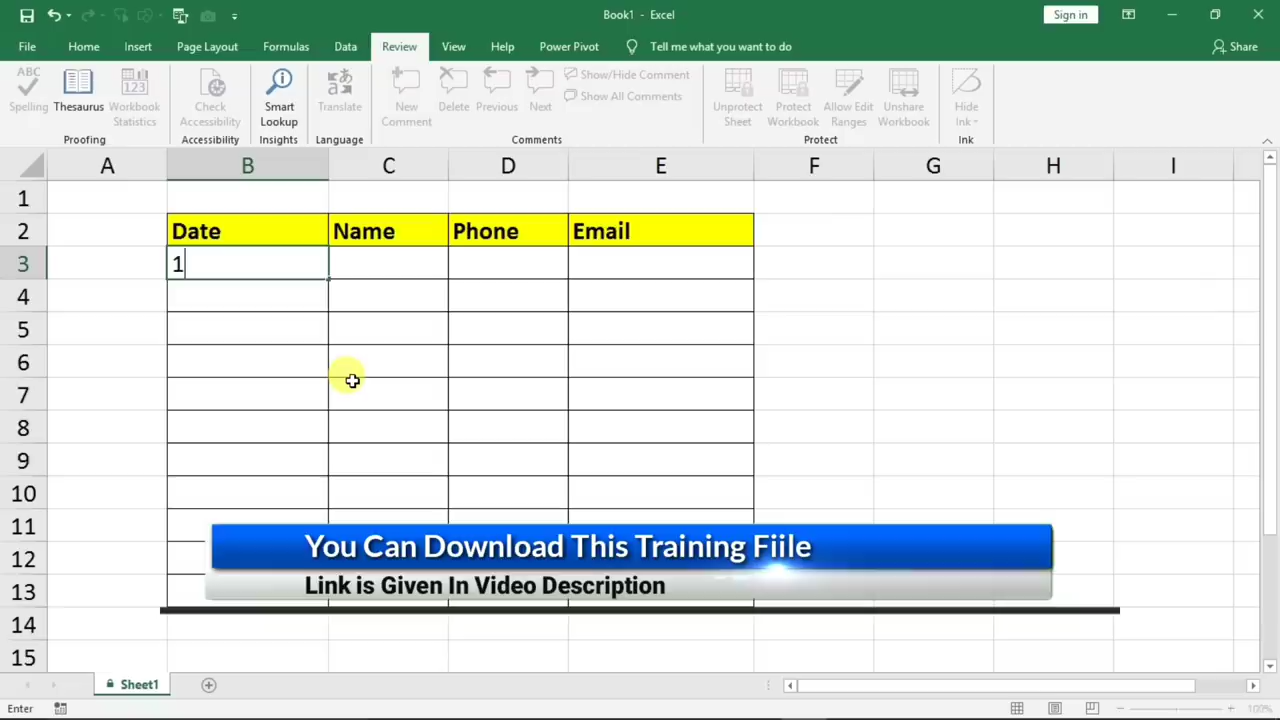 Book1 - Excel
Sign in
File Home Insert Page Layout Formulas Data Review View Help Power Pivot Tell me what you want to do Share
ABC
Spelling
Thesaurus
123
Workbook Statistics
Check Accessibility
Smart Lookup
Translate
New Comment
Delete
Previous
Next
Show/Hide Comment
Show All Comments
Unprotect Sheet
Protect Workbook
Allow Edit Ranges
Unshare Workbook
Hide Ink
Proofing Accessibility Insights Language Comments Protect Ink
A B C D E F G H I
1
2 Date Name Phone Email
3 1
4
5
6
7
8
9
10
11
You Can Download This Training Fiile
12
Link is Given In Video Description
13
14
15
Sheet1
Enter
100%